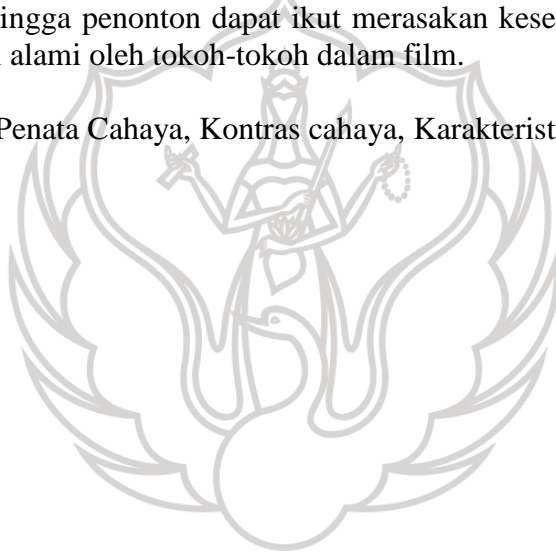 ingga penonton dapat ikut merasakan kese
alami oleh tokoh-tokoh dalam film.
Penata Cahaya, Kontras cahaya, Karakterist